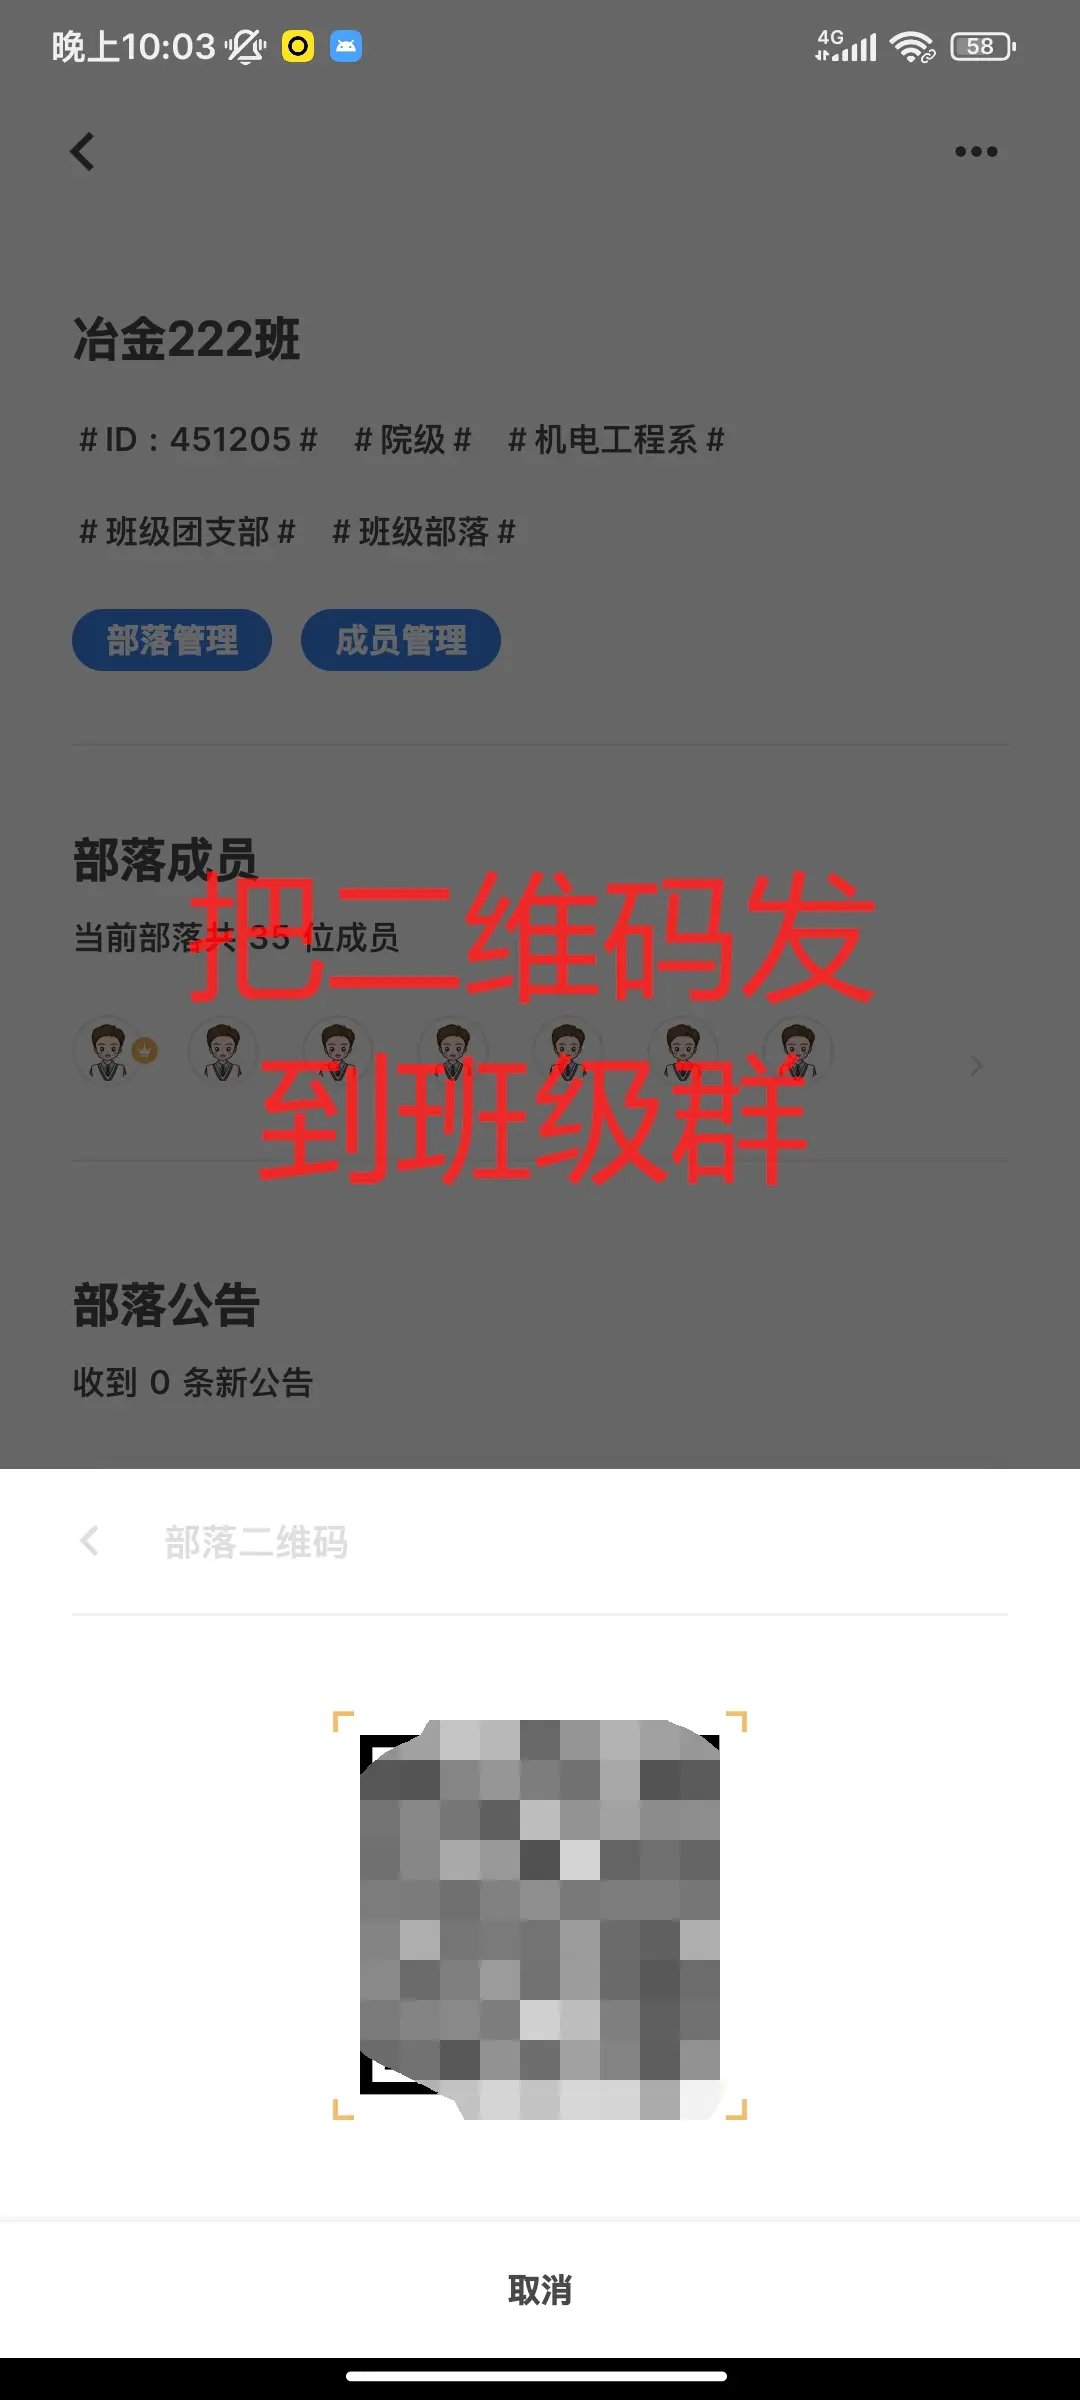 晚上10:03
4G
58
冶金222班
#ID：451205# #院级# #机电工程系#
#班级团支部# #班级部落#
部落管理 成员管理
部落成员
当前部落共 35 位成员
把二维码发
到班级群
部落公告
收到 0 条新公告
部落二维码
取消